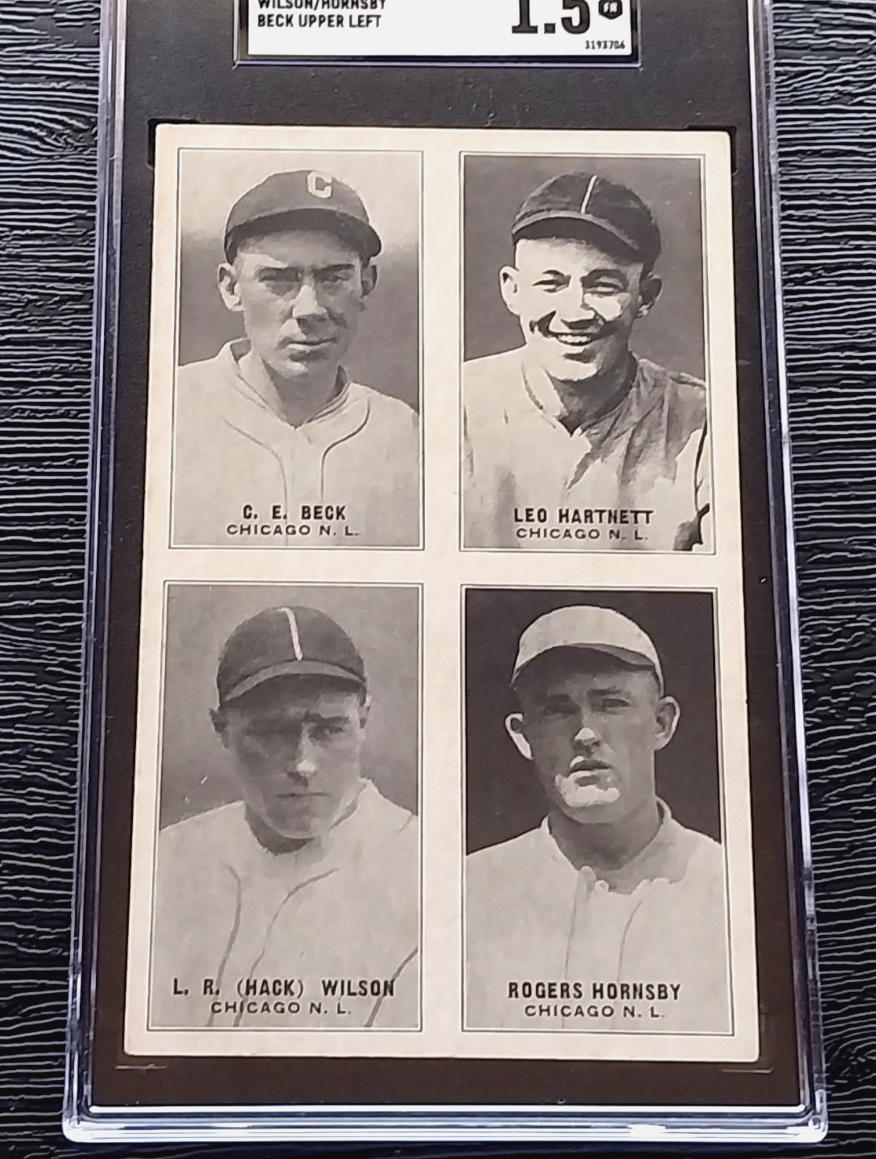 WILSON/HORNSBY
BECK UPPER LEFT
1.5
FR
3193706
C
C. E. BECK
CHICAGO N. L.
LEO HARTNETT
CHICAGO N. L.
L. R. (HACK) WILSON
CHICAGO N. L.
ROGERS HORNSBY
CHICAGO N. L.